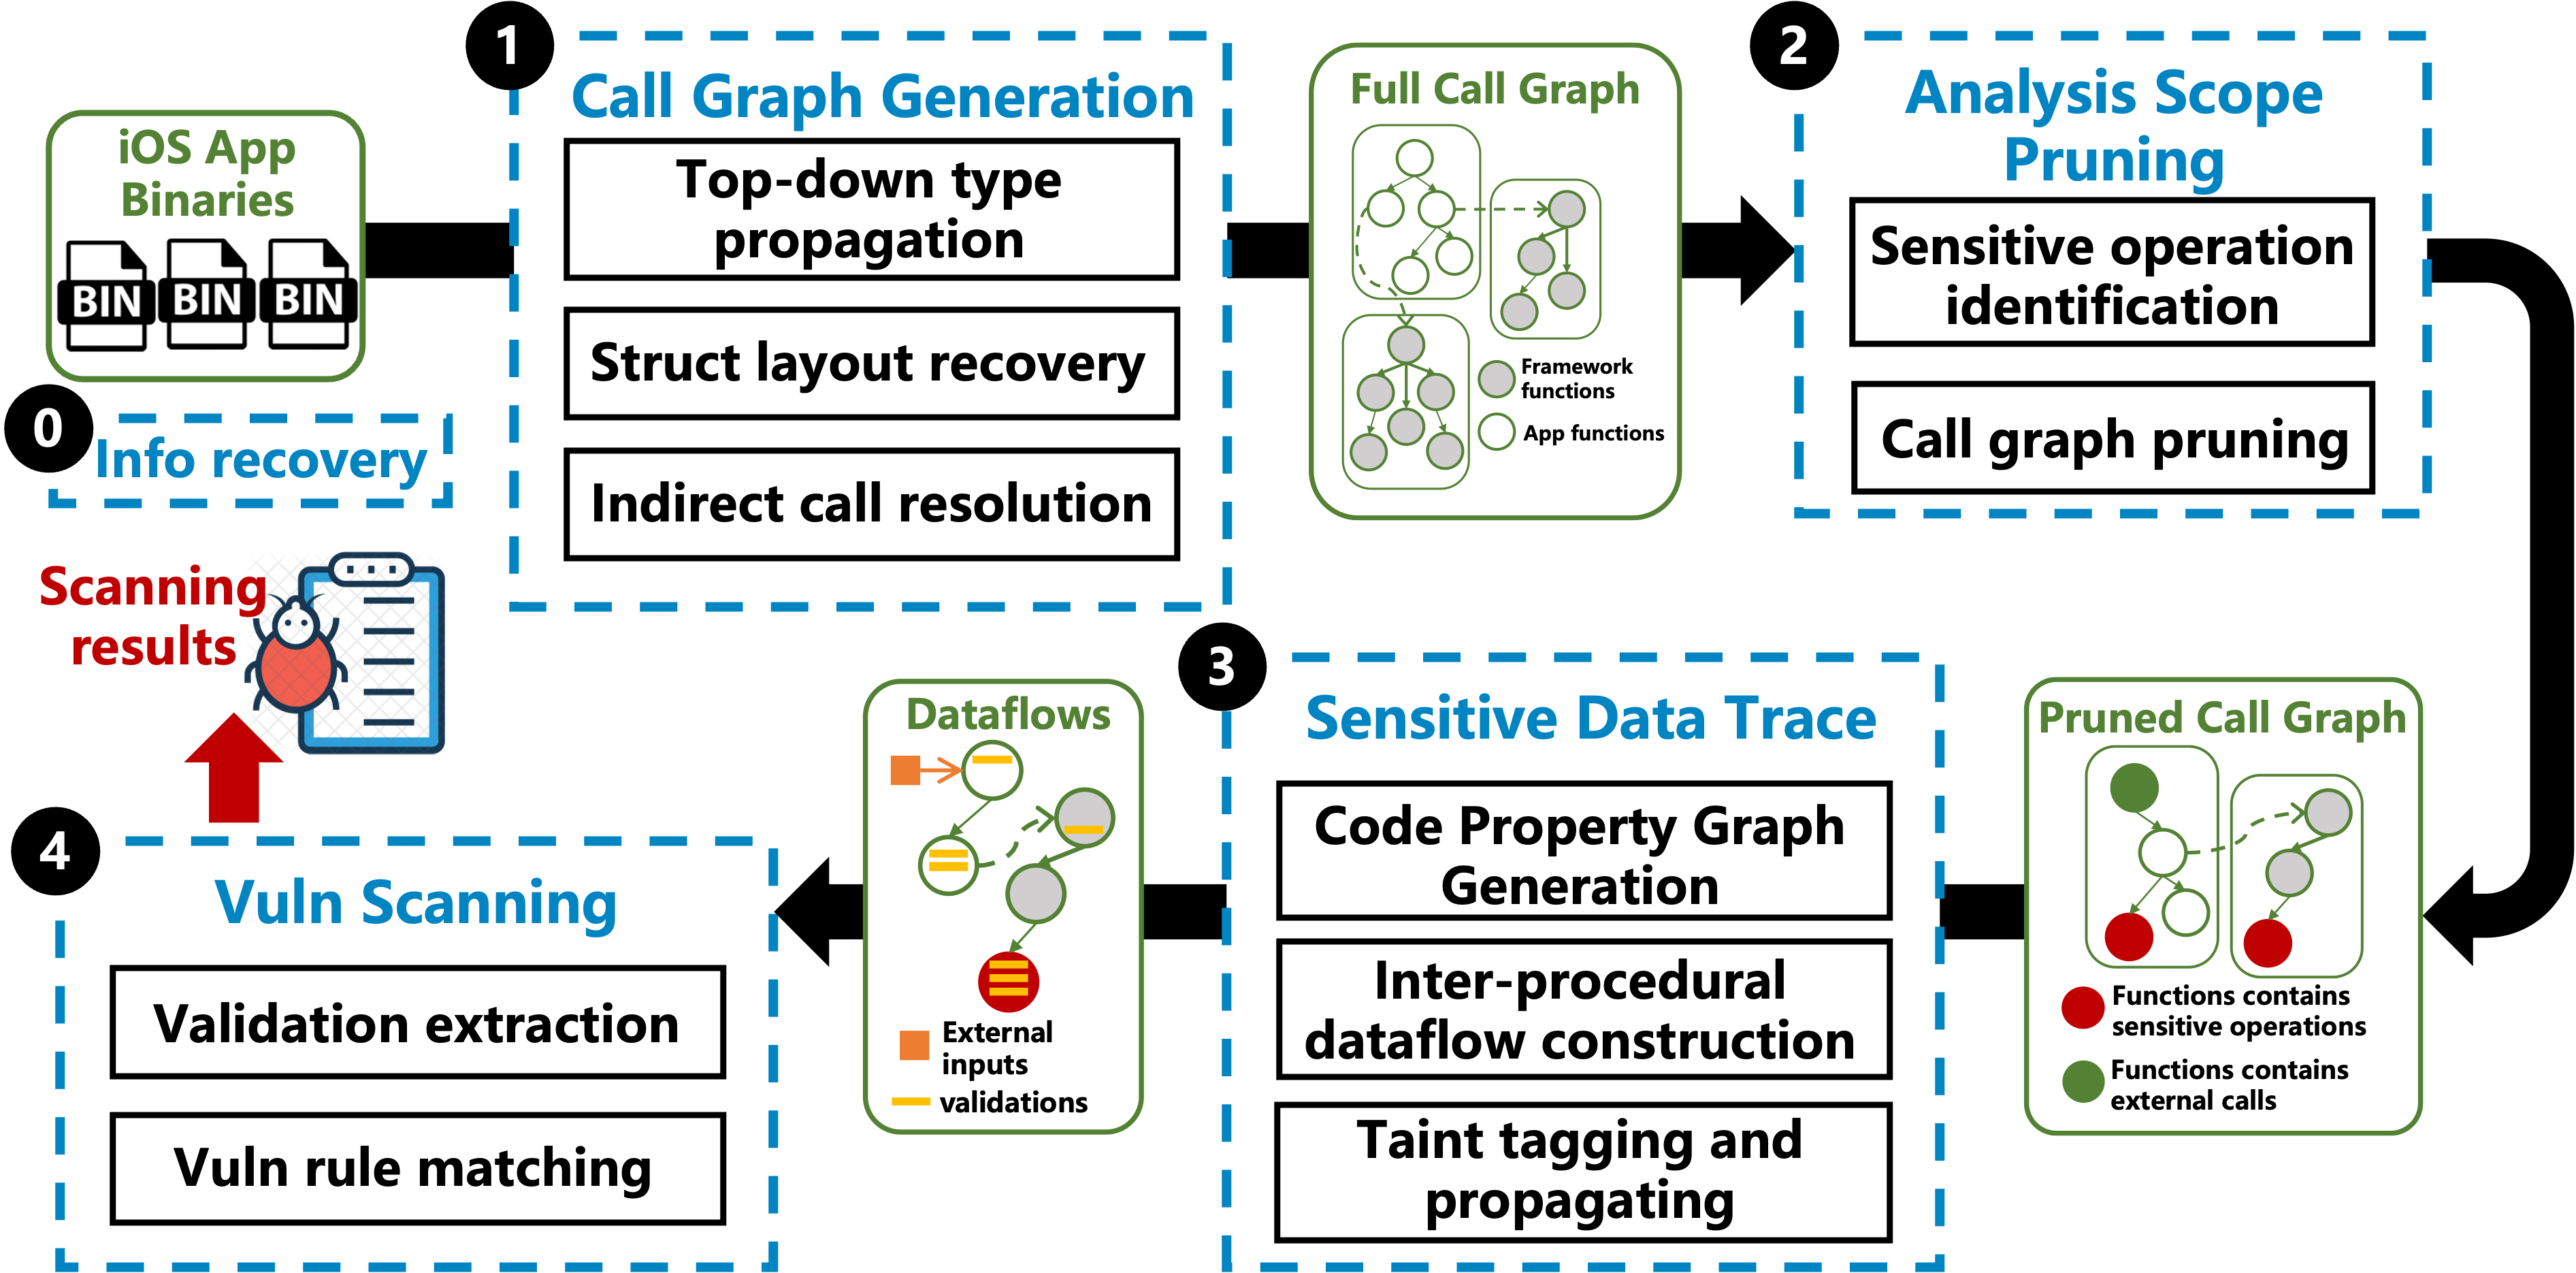 iOS App
Binaries
BIN
BIN
BIN
0
Info recovery
1
Call Graph Generation
Top-down type
propagation
Struct layout recovery
Indirect call resolution
Full Call Graph
Framework
functions
App functions
2
Analysis Scope
Pruning
Sensitive operation
identification
Call graph pruning
Pruned Call Graph
Functions contains
sensitive operations
Functions contains
external calls
3
Sensitive Data Trace
Code Property Graph
Generation
Inter-procedural
dataflow construction
Taint tagging and
propagating
Dataflows
External
inputs
validations
4
Vuln Scanning
Validation extraction
Vuln rule matching
Scanning
results